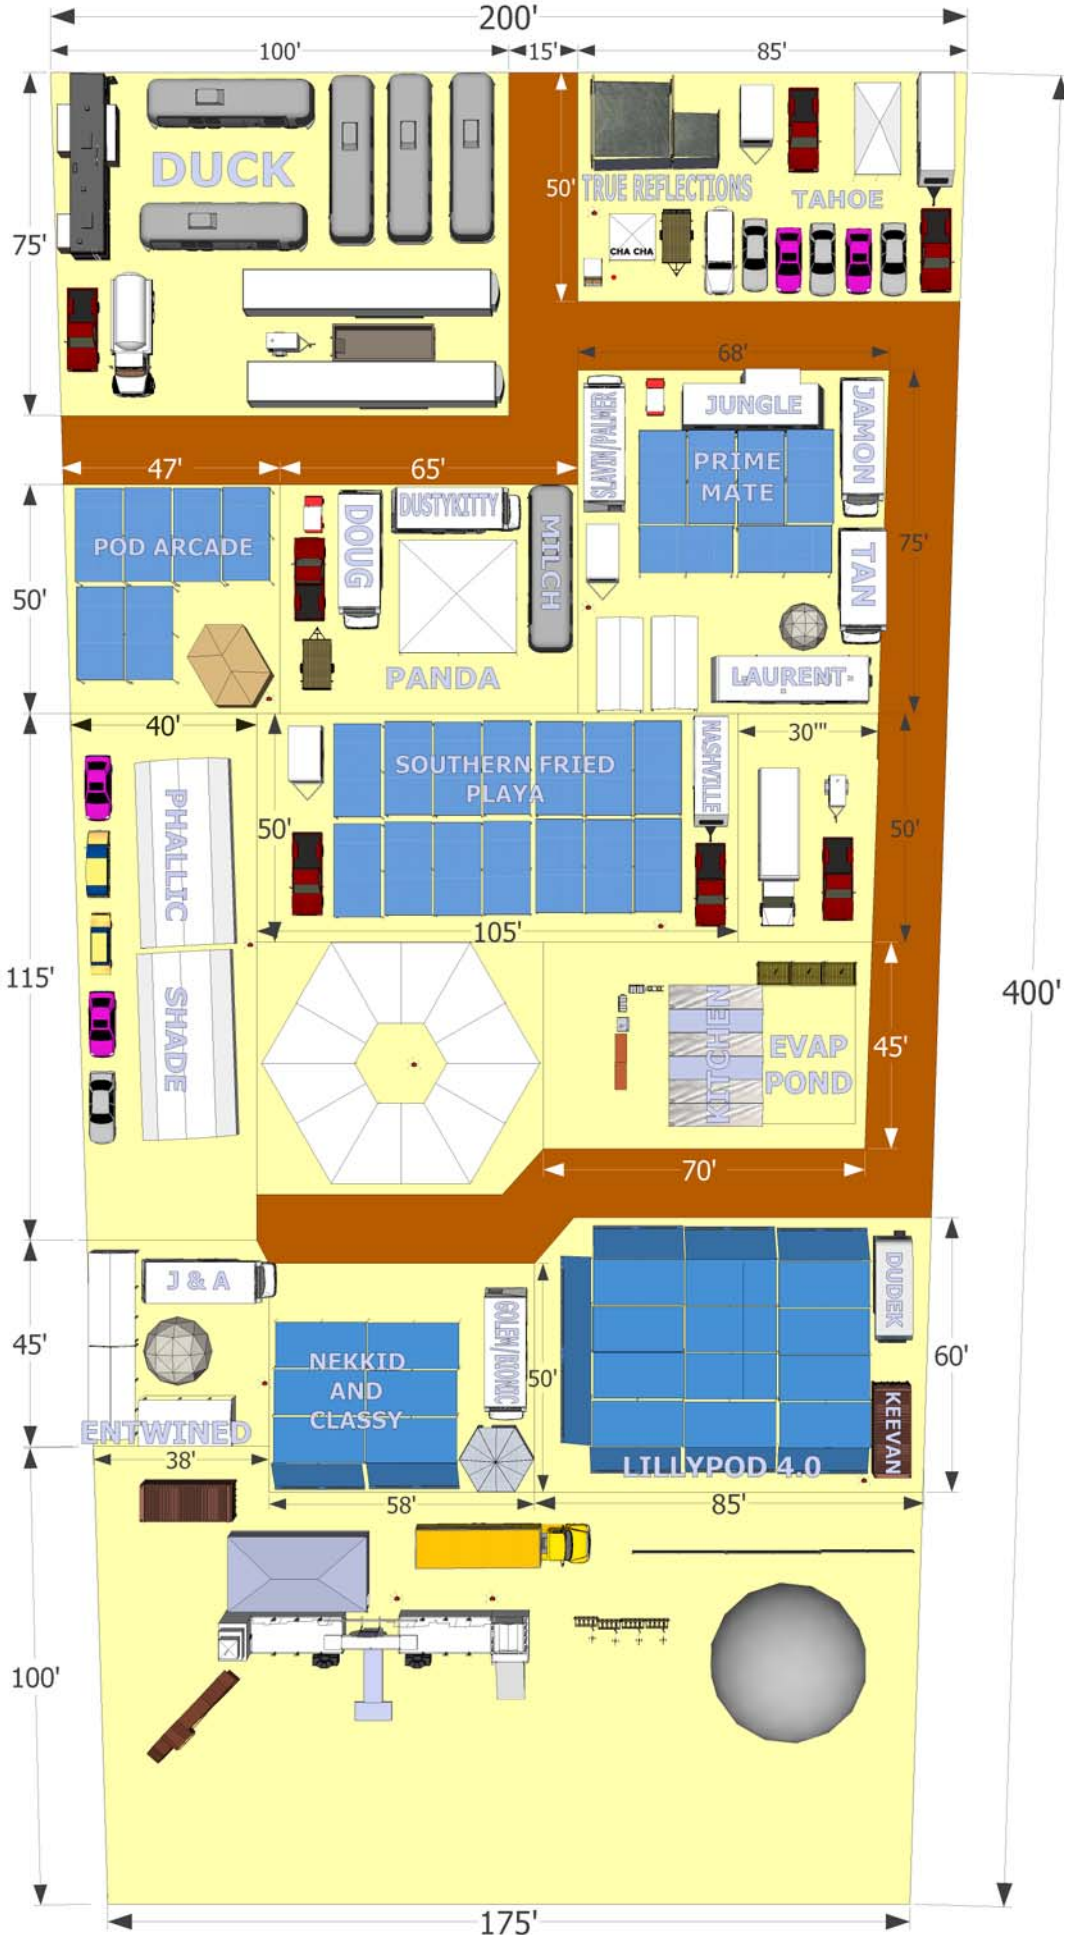 200'
100'
15'
85'
DUCK
50'
TRUE REFLECTIONS
TAHOE
CHA CHA
75'
68'
JUNGLE
JAMON
PRIME
MATE
47'
65'
DUSTYKITTY
DOUG
MILCH
POD ARCADE
75'
TAN
50'
PANDA
LAURENT
40'
30'"
NASHVILLE
SOUTHERN FRIED
PLAYA
PHALLIC
50'
50'
105'
115'
SHADE
KITCHEN
EVAP
POND
45'
400'
70'
J & A
DUDEK
45'
NEKKID
AND
CLASSY
GOLEM/BIONIC
50'
60'
KEEVAN
ENTWINED
38'
LILLYPOD 4.0
58'
85'
100'
175'